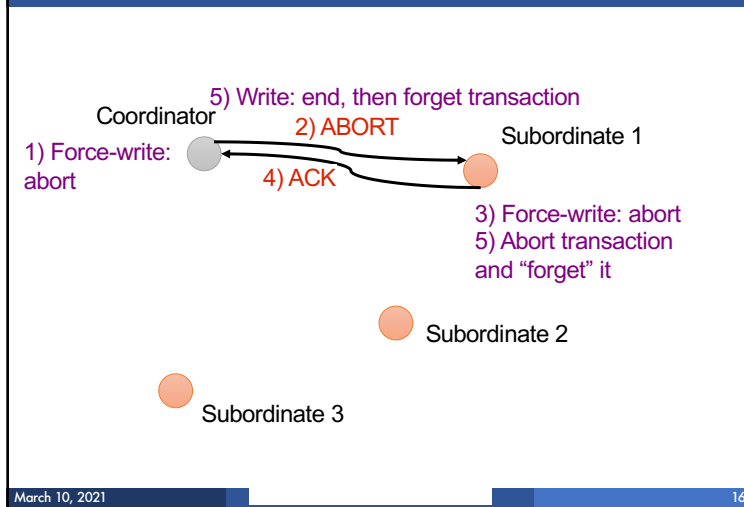 5) Write: end, then forget transaction
Coordinator
2) ABORT
Subordinate 1
1) Force-write:
abort
4) ACK
3) Force-write: abort
5) Abort transaction
and “forget” it
Subordinate 2
Subordinate 3
March 10, 2021
16